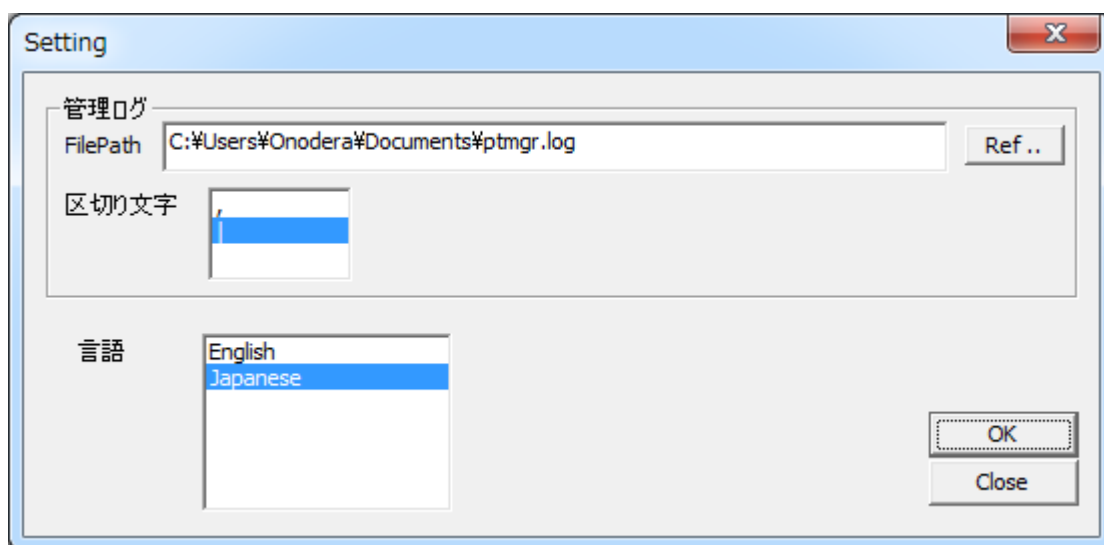 Setting
管理ログ
FilePath C:¥Users¥Onodera¥Documents¥ptmgr.log Ref ..
区切り文字 ,
|
言語 English
Japanese
OK
Close